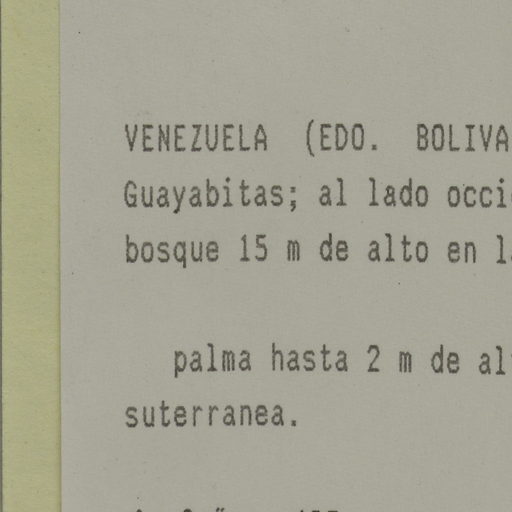 VENEZUELA (EDO. BOLIVA
Guayabitas; al lado occi
bosque 15 m de alto en l
palma hasta 2 m de al
suterranea.